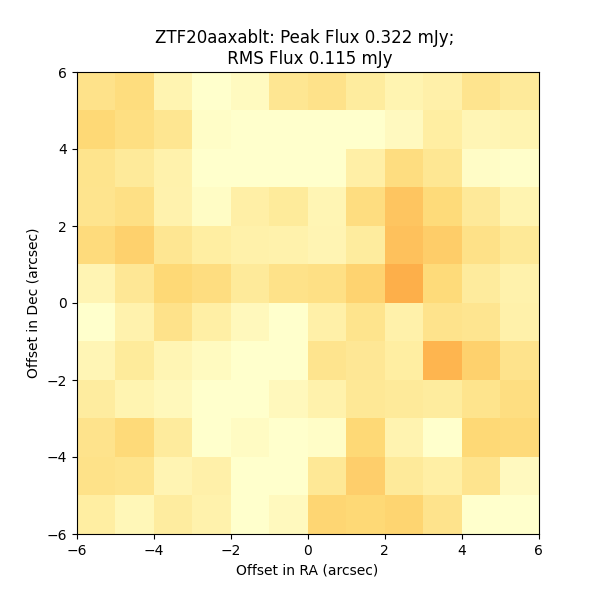 ZTF20aaxablt: Peak Flux 0.322 mJy;
RMS Flux 0.115 mJy
6
4
2
0
−2
−4
−6
Offset in Dec (arcsec)
−6 −4 −2 0 2 4 6
Offset in RA (arcsec)